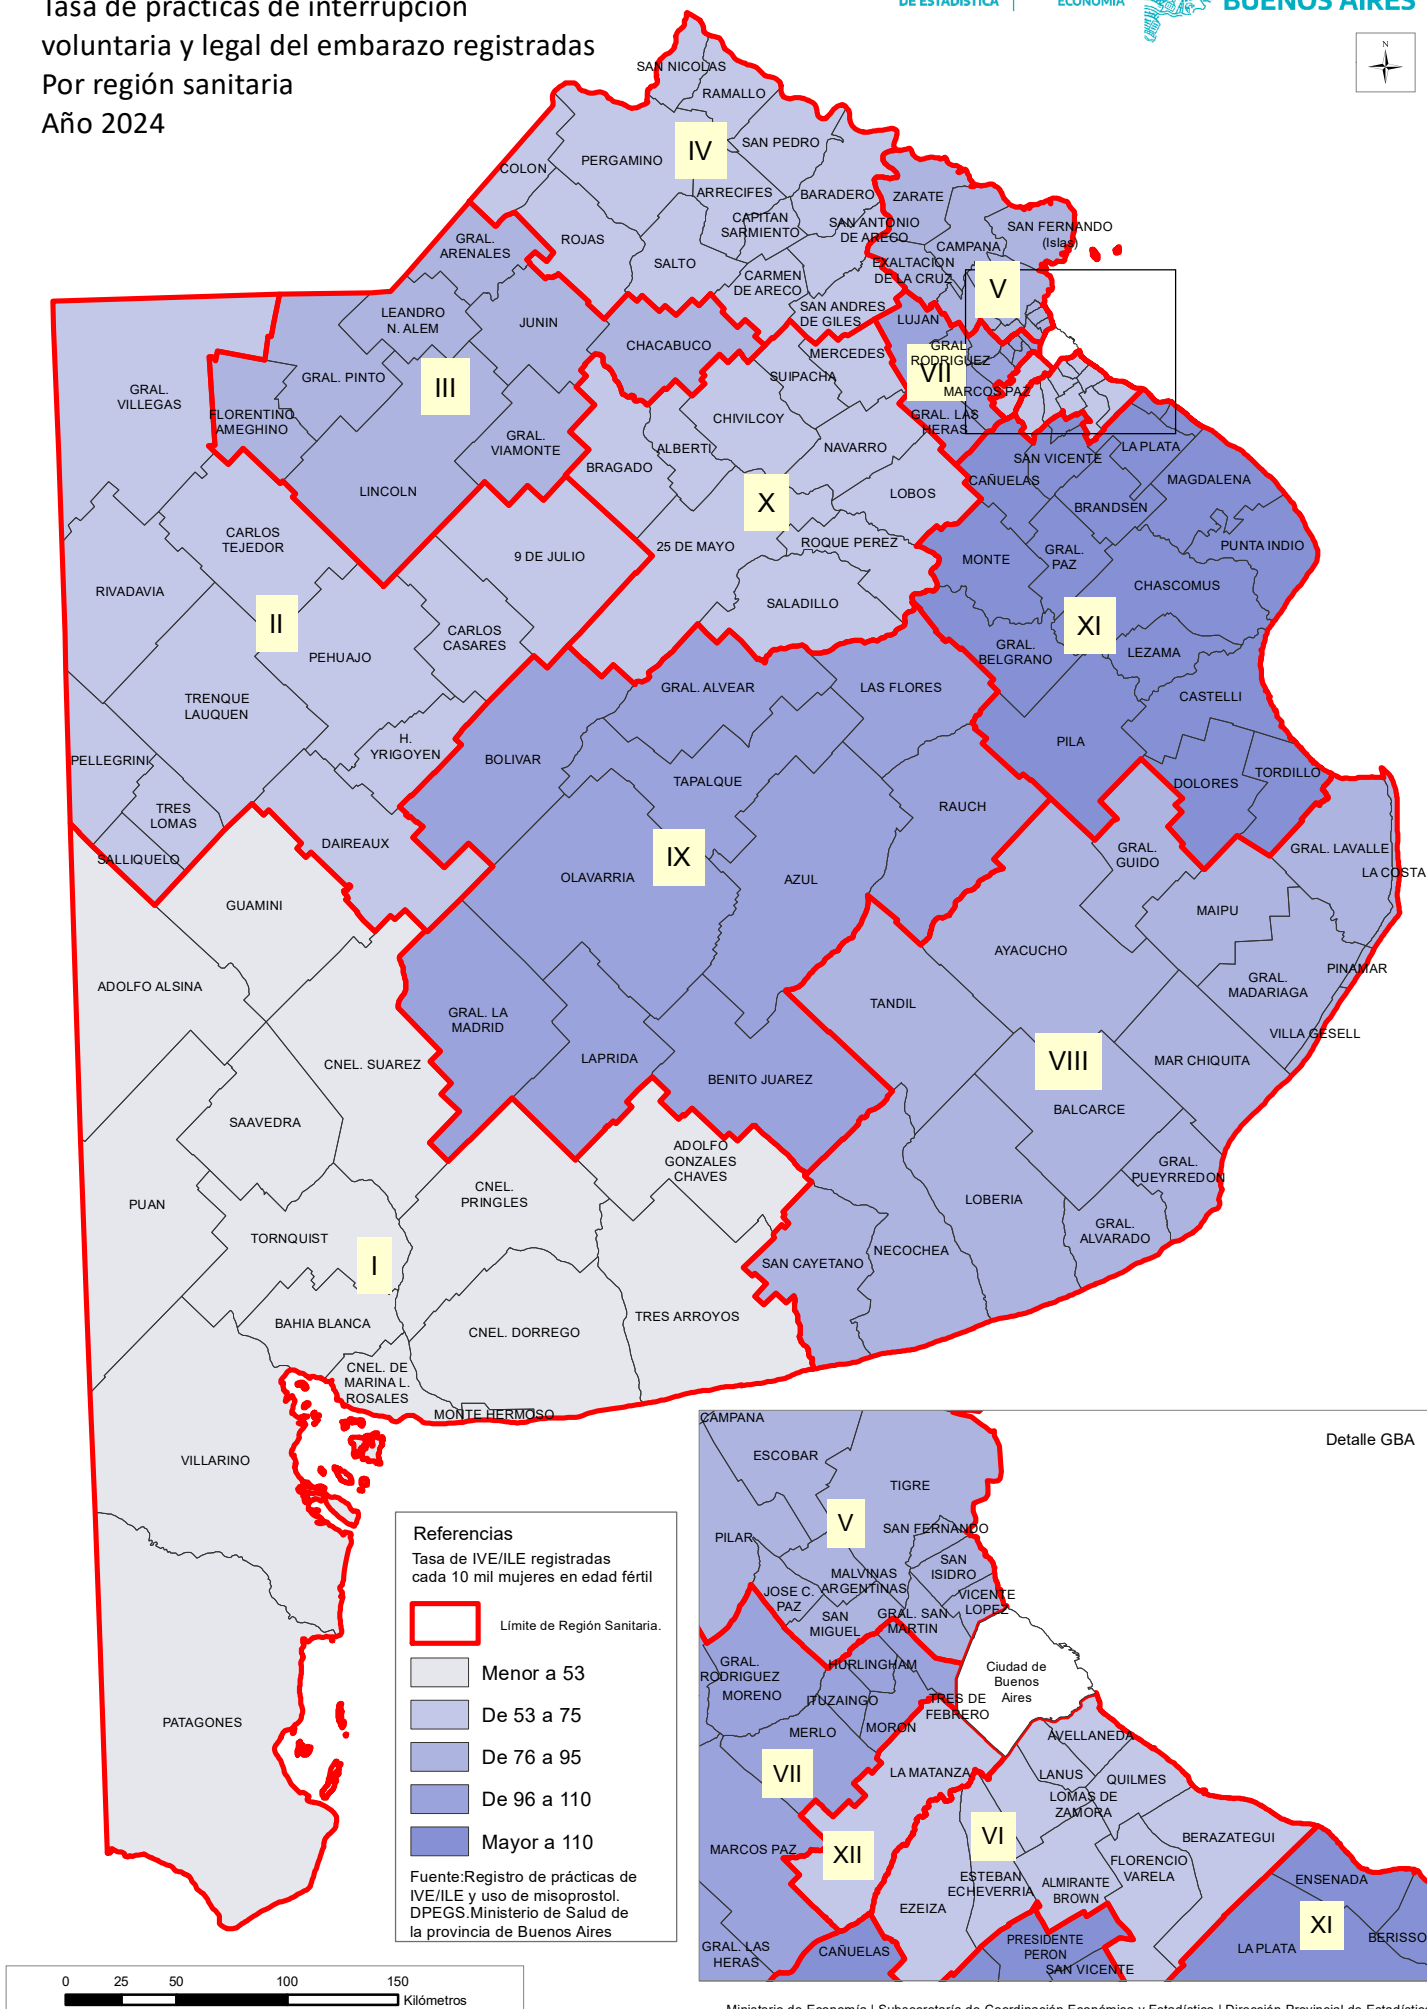 Tasa de prácticas de interrupción
voluntaria y legal del embarazo registradas
Por región sanitaria
Año 2024
DE ESTADÍSTICA
ECONOMÍA
BUENOS AIRES
N
SAN NICOLAS
RAMALLO
IV
SAN PEDRO
PERGAMINO
COLON
ARRECIFES
BARADERO
ZARATE
CAPITAN
SARMIENTO
SAN ANTONIO
DE ARECO
SAN FERNANDO
(Islas)
GRAL.
ARENALES
ROJAS
CAMPANA
SALTO
EXALTACION
DE LA CRUZ
CARMEN
DE ARECO
V
LEANDRO
N. ALEM
JUNIN
SAN ANDRES
DE GILES
LUJAN
CHACABUCO
MERCEDES
GRAL.
RODRIGUEZ
GRAL.
VILLEGAS
GRAL. PINTO
III
SUIPACHA
VII
MARCOS PAZ
FLORENTINO
AMEGHINO
CHIVILCOY
GRAL. LAS
HERAS
GRAL.
VIAMONTE
ALBERTI
NAVARRO
SAN VICENTE
LA PLATA
BRAGADO
CAÑUELAS
MAGDALENA
LINCOLN
X
LOBOS
BRANDSEN
CARLOS
TEJEDOR
9 DE JULIO
25 DE MAYO
ROQUE PEREZ
MONTE
GRAL.
PAZ
PUNTA INDIO
RIVADAVIA
SALADILLO
CHASCOMUS
II
CARLOS
CASARES
XI
PEHUAJO
GRAL.
BELGRANO
LEZAMA
TRENQUE
LAUQUEN
GRAL. ALVEAR
LAS FLORES
CASTELLI
H.
YRIGOYEN
PELLEGRINI
BOLIVAR
PILA
TAPALQUE
DOLORES
TORDILLO
TRES
LOMAS
RAUCH
SALLIQUELO
DAIREAUX
IX
GRAL.
GUIDO
GRAL. LAVALLE
OLAVARRIA
AZUL
LA COSTA
GUAMINI
MAIPU
AYACUCHO
ADOLFO ALSINA
PINAMAR
GRAL.
MADARIAGA
TANDIL
GRAL. LA
MADRID
VILLA GESELL
CNEL. SUAREZ
LAPRIDA
VIII
MAR CHIQUITA
BENITO JUAREZ
BALCARCE
SAAVEDRA
ADOLFO
GONZALES
CHAVES
GRAL.
PUEYRREDON
PUAN
CNEL.
PRINGLES
LOBERIA
TORNQUIST
GRAL.
ALVARADO
I
SAN CAYETANO
NECOCHEA
BAHIA BLANCA
CNEL. DORREGO
TRES ARROYOS
CNEL. DE
MARINA L.
ROSALES
MONTE HERMOSO
VILLARINO
PATAGONES
Referencias
Tasa de IVE/ILE registradas
cada 10 mil mujeres en edad fértil
Límite de Región Sanitaria.
Menor a 53
De 53 a 75
De 76 a 95
De 96 a 110
Mayor a 110
Fuente:Registro de prácticas de
IVE/ILE y uso de misoprostol.
DPEGS.Ministerio de Salud de
la provincia de Buenos Aires
0 25 50 100 150
Kilómetros
Detalle GBA
CAMPANA
ESCOBAR
TIGRE
V
PILAR
SAN FERNANDO
SAN
ISIDRO
MALVINAS
ARGENTINAS
JOSE C.
PAZ
VICENTE
LOPEZ
SAN
MIGUEL
GRAL. SAN
MARTIN
GRAL.
RODRIGUEZ
HURLINGHAM
Ciudad de
Buenos
Aires
MORENO
ITUZAINGO
TRES DE
FEBRERO
MERLO
MORON
AVELLANEDA
VII
LA MATANZA
LANUS
QUILMES
LOMAS DE
ZAMORA
VI
BERAZATEGUI
MARCOS PAZ
XII
FLORENCIO
VARELA
ESTEBAN
ECHEVERRIA
ALMIRANTE
BROWN
ENSENADA
EZEIZA
XI
BERISSO
PRESIDENTE
PERON
LA PLATA
GRAL. LAS
HERAS
CAÑUELAS
SAN VICENTE
Ministerio de Economía | Subsecretaría de Coordinación Económica y Estadística | Dirección Provincial de Estadística